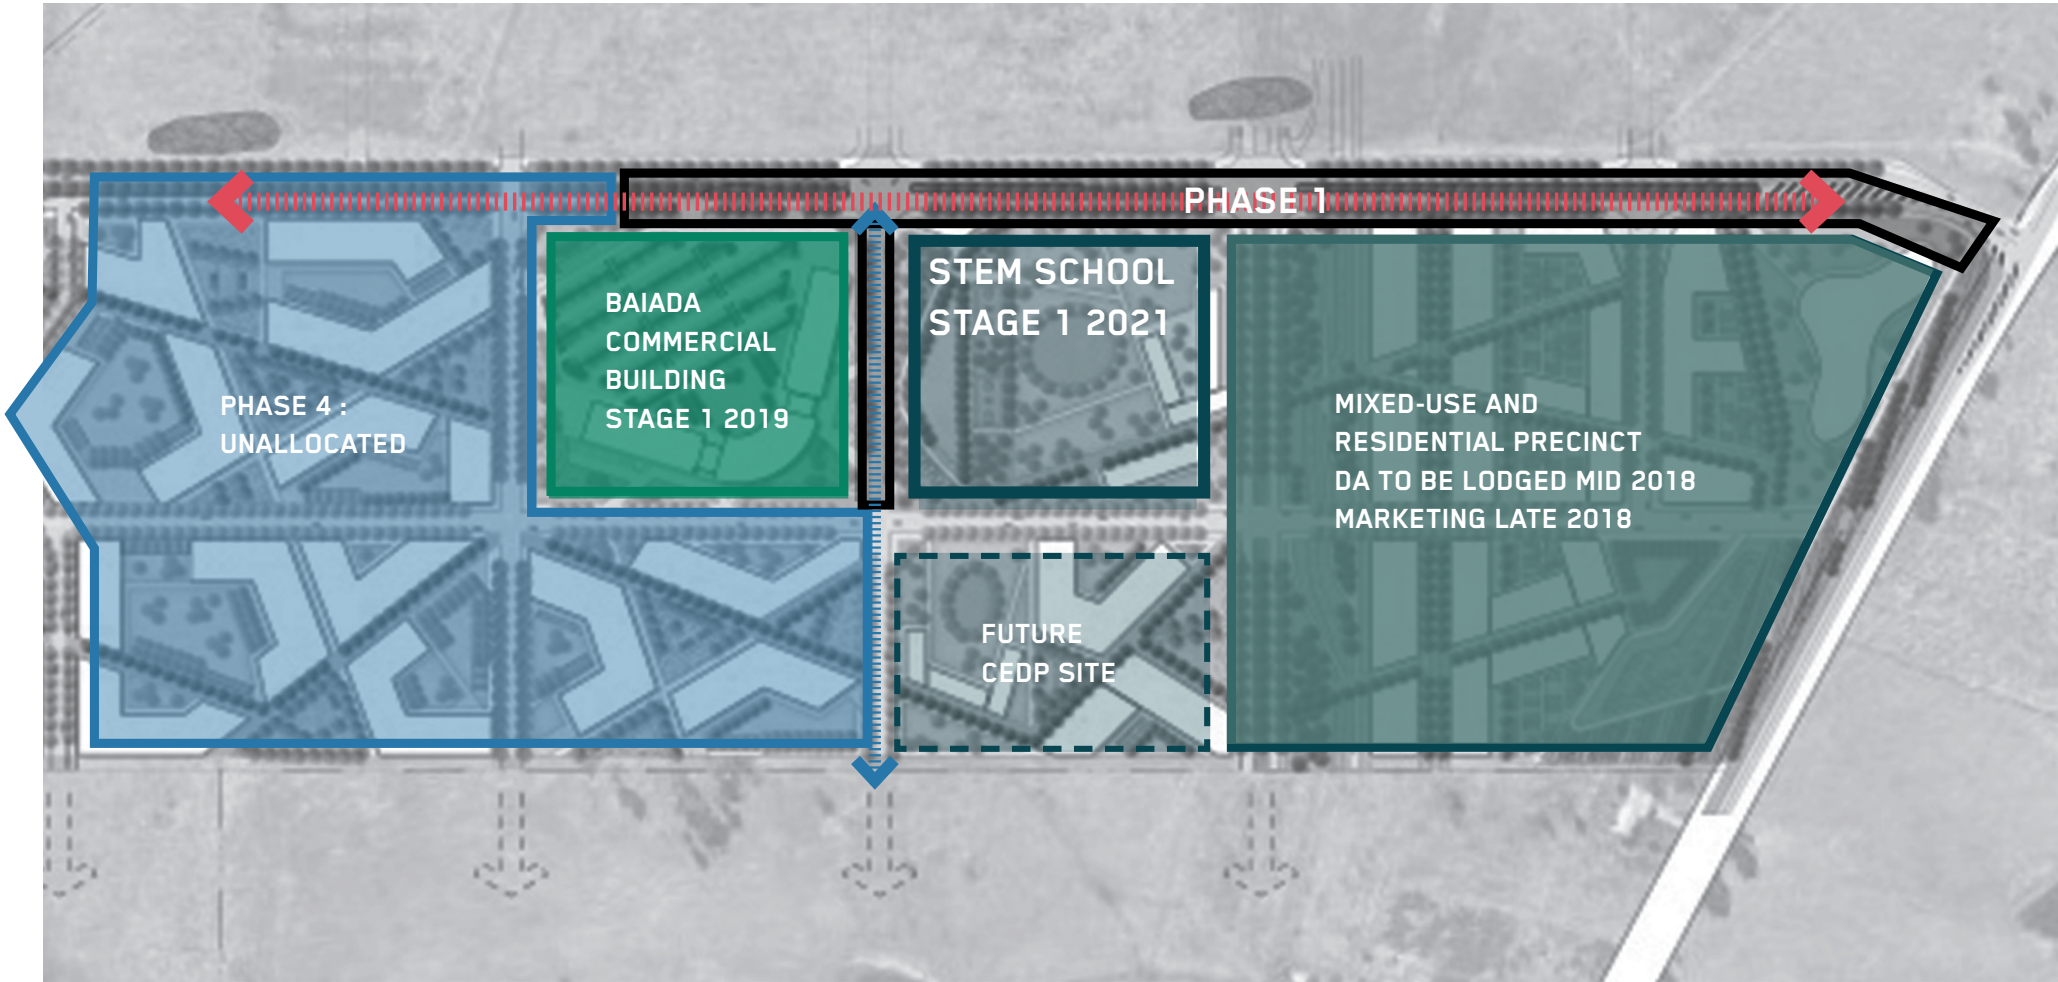 PHASE 1
STEM SCHOOL
STAGE 1 2021
BAIADA
COMMERCIAL
BUILDING
STAGE 1 2019
PHASE 4 :
UNALLOCATED
MIXED-USE AND
RESIDENTIAL PRECINCT
DA TO BE LODGED MID 2018
MARKETING LATE 2018
FUTURE
CEDP SITE